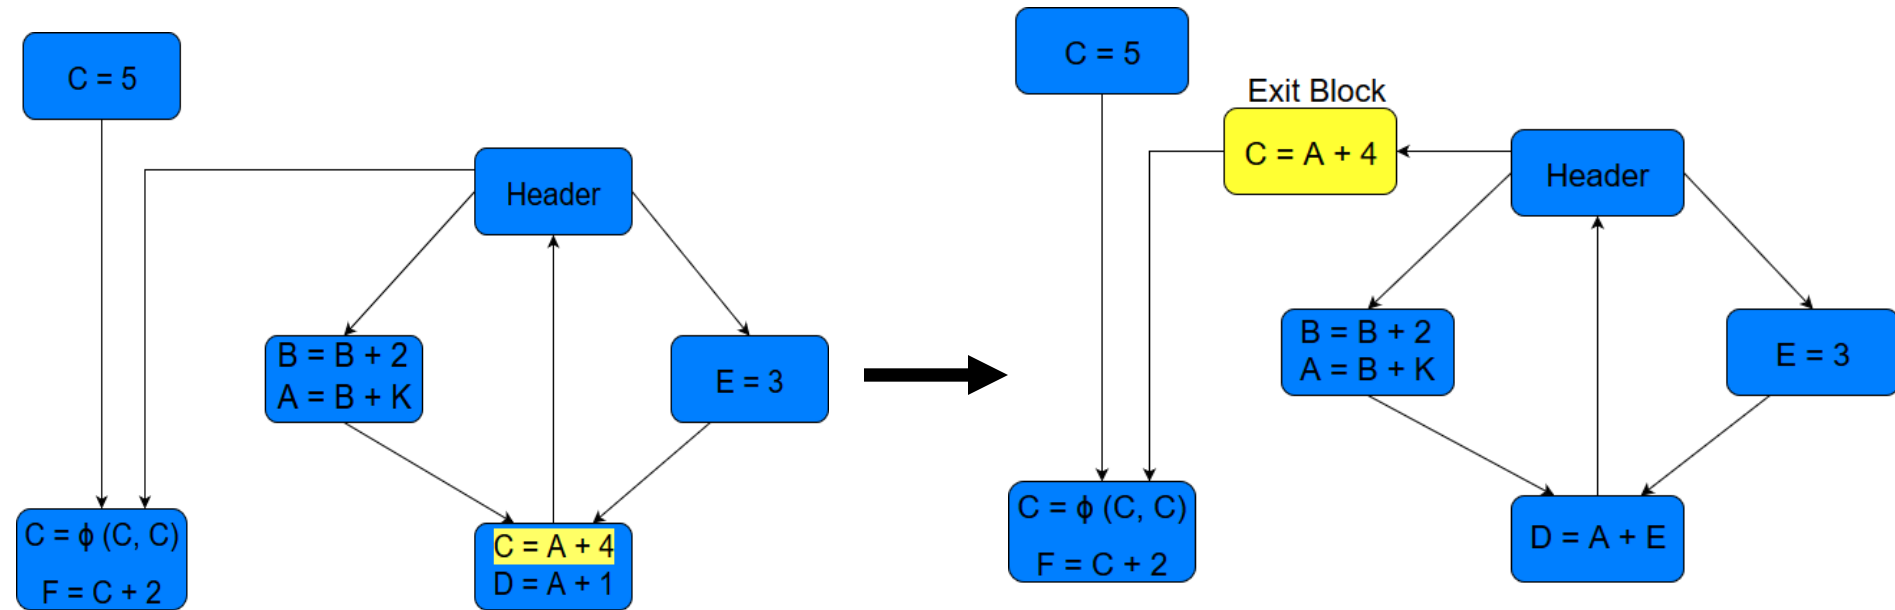 C = 5
Header
B = B + 2
A = B + K
E = 3
C = ϕ (C, C)
F = C + 2
C = A + 4
D = A + 1
C = 5
Exit Block
C = A + 4
Header
B = B + 2
A = B + K
E = 3
C = ϕ (C, C)
F = C + 2
D = A + E